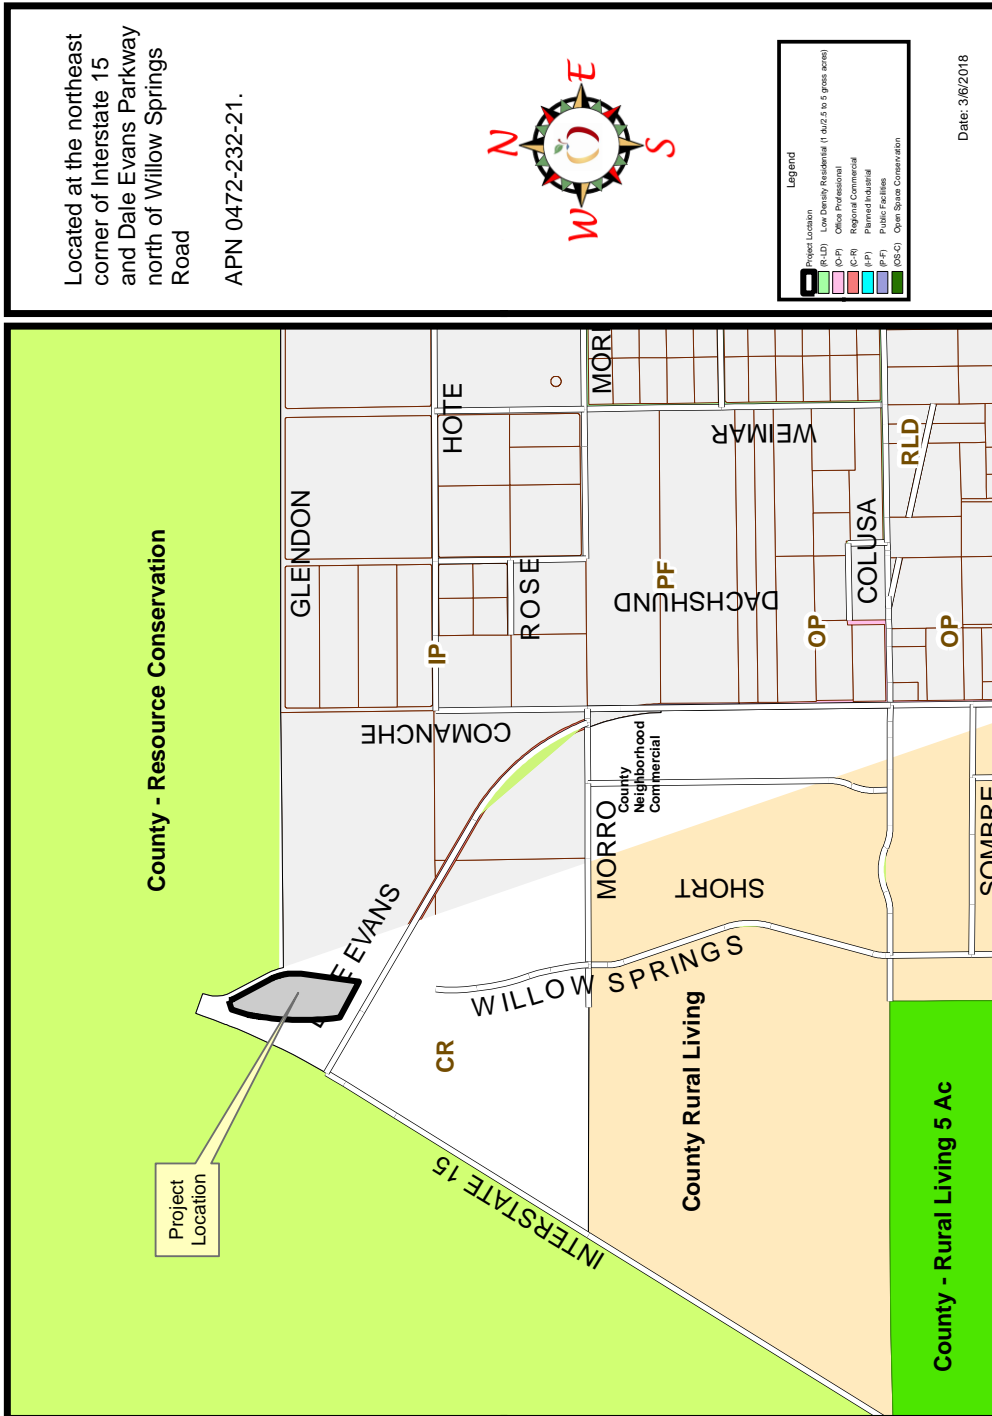 Located at the northeast
corner of Interstate 15
and Dale Evans Parkway
north of Willow Springs
Road
APN 0472-232-21.
N
E
S
W
Legend
Project Loctaion
(R-LD) Low Density Residential (1 du/2.5 to 5 gross acres)
(O-P) Office Professional
(C-R) Regional Commercial
(I-P) Planned Industrial
(P-F) Public Facilities
(OS-C) Open Space Conservation
Date: 3/6/2018
County - Resource Conservation
GLENDON
HOTE
MOR
WEIMAR
RLD
IP
ROSE
PF
DACHSHUND
COLUSA
OP
OP
COMANCHE
County
Neighborhood
Commercial
MORRO
SHORT
SOMBRE
EVANS
WILLOW SPRINGS
CR
County Rural Living
Project
Location
INTERSTATE 15
County - Rural Living 5 Ac